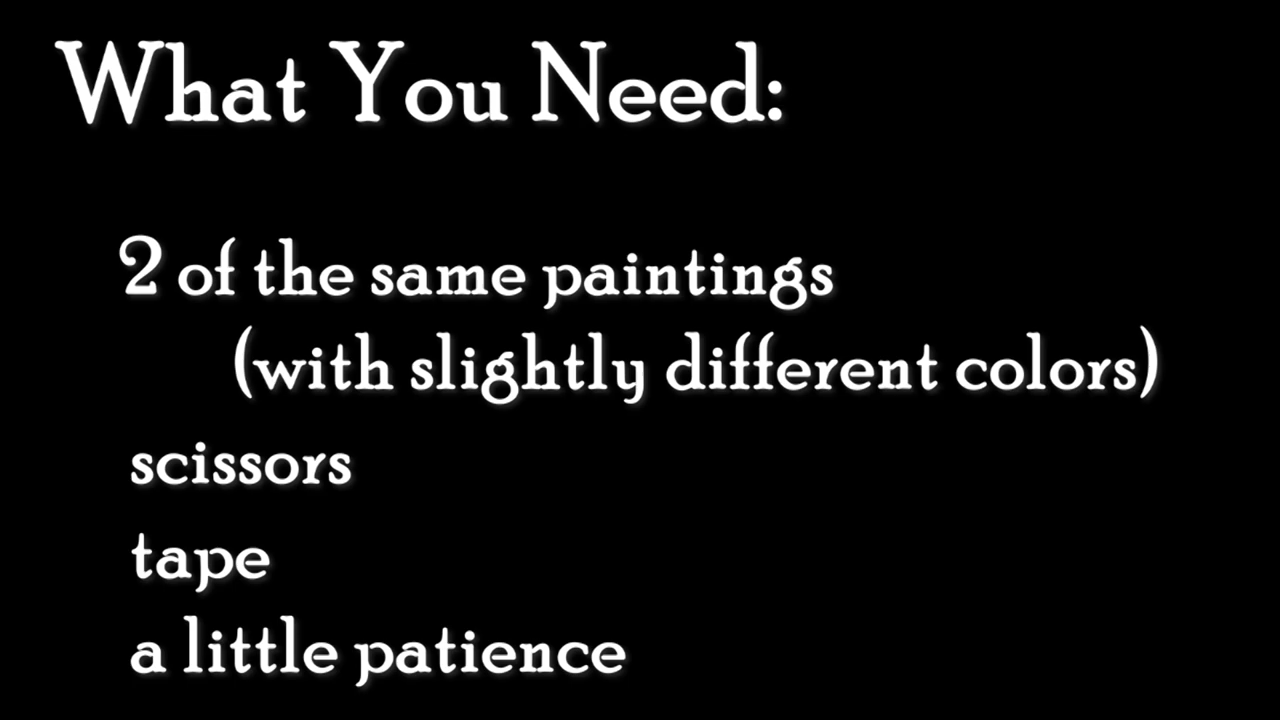 What You Need:
2 of the same paintings
(with slightly different colors)
scissors
tape
a little patience